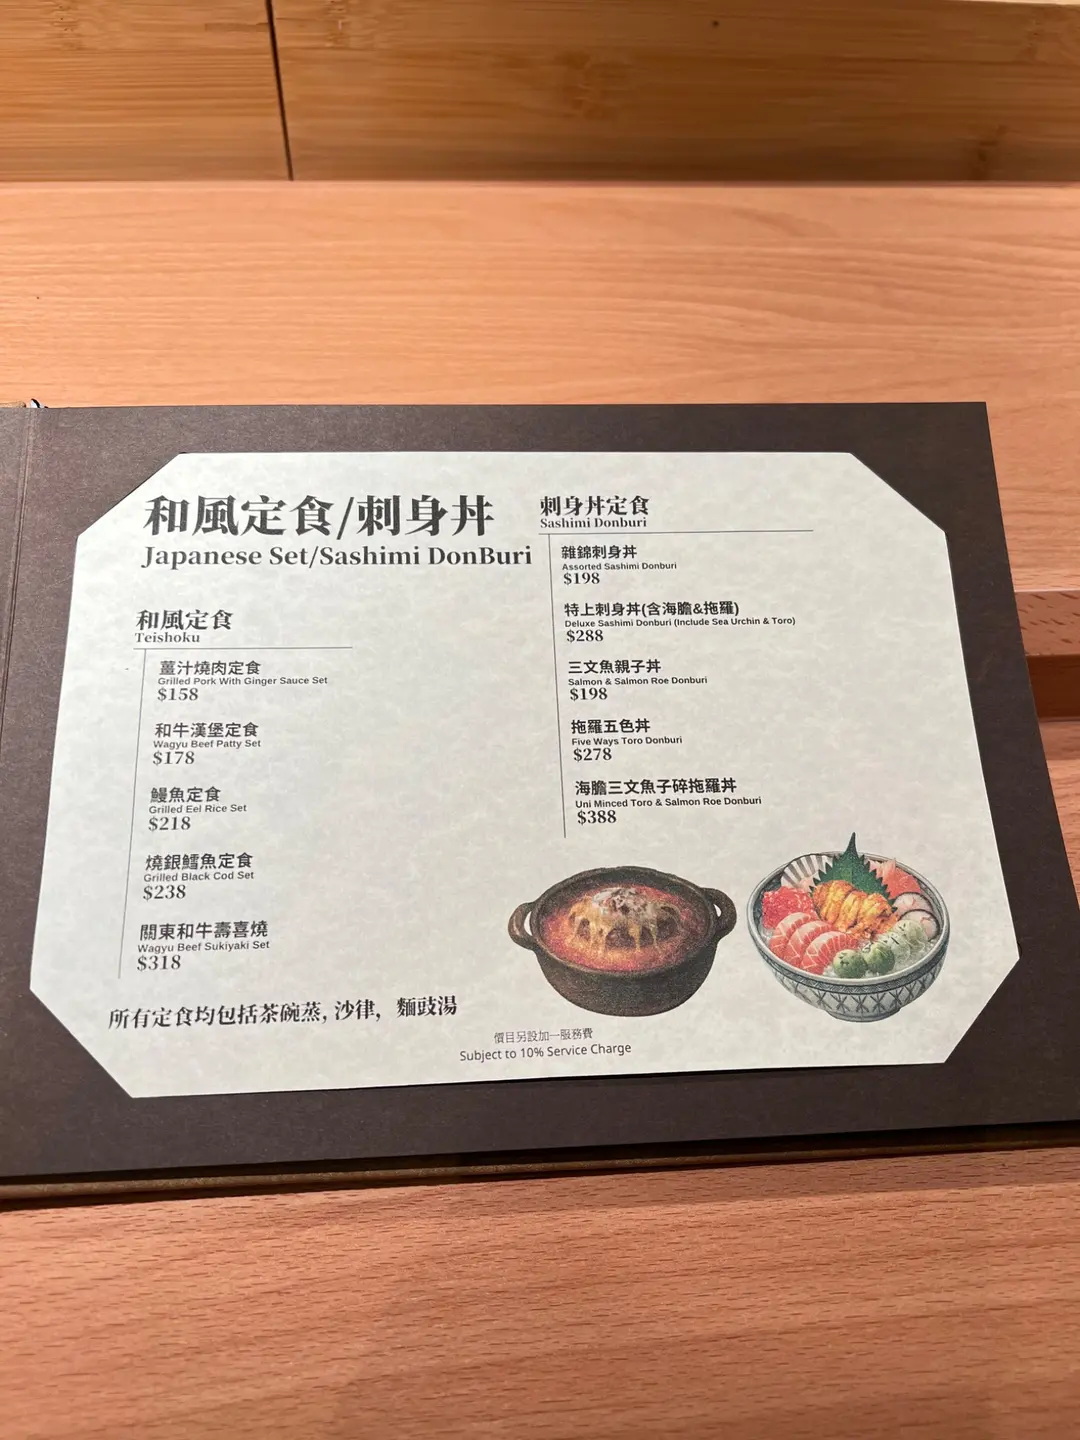 和風定食/刺身丼
Japanese Set/Sashimi DonBuri
和風定食
Teishoku
薑汁燒肉定食
Grilled Pork With Ginger Sauce Set
$158
和牛漢堡定食
Wagyu Beef Patty Set
$178
鰻魚定食
Grilled Eel Rice Set
$218
燒銀鱈魚定食
Grilled Black Cod Set
$238
關東和牛壽喜燒
Wagyu Beef Sukiyaki Set
$318
所有定食均包括茶碗蒸, 沙律, 麵豉湯
刺身丼定食
Sashimi Donburi
雜錦刺身丼
Assorted Sashimi Donburi
$198
特上刺身丼(含海膽&拖羅)
Deluxe Sashimi Donburi (Include Sea Urchin & Toro)
$288
三文魚親子丼
Salmon & Salmon Roe Donburi
$198
拖羅五色丼
Five Ways Toro Donburi
$278
海膽三文魚子碎拖羅丼
Uni Minced Toro & Salmon Roe Donburi
$388
價目另設加一服務費
Subject to 10% Service Charge